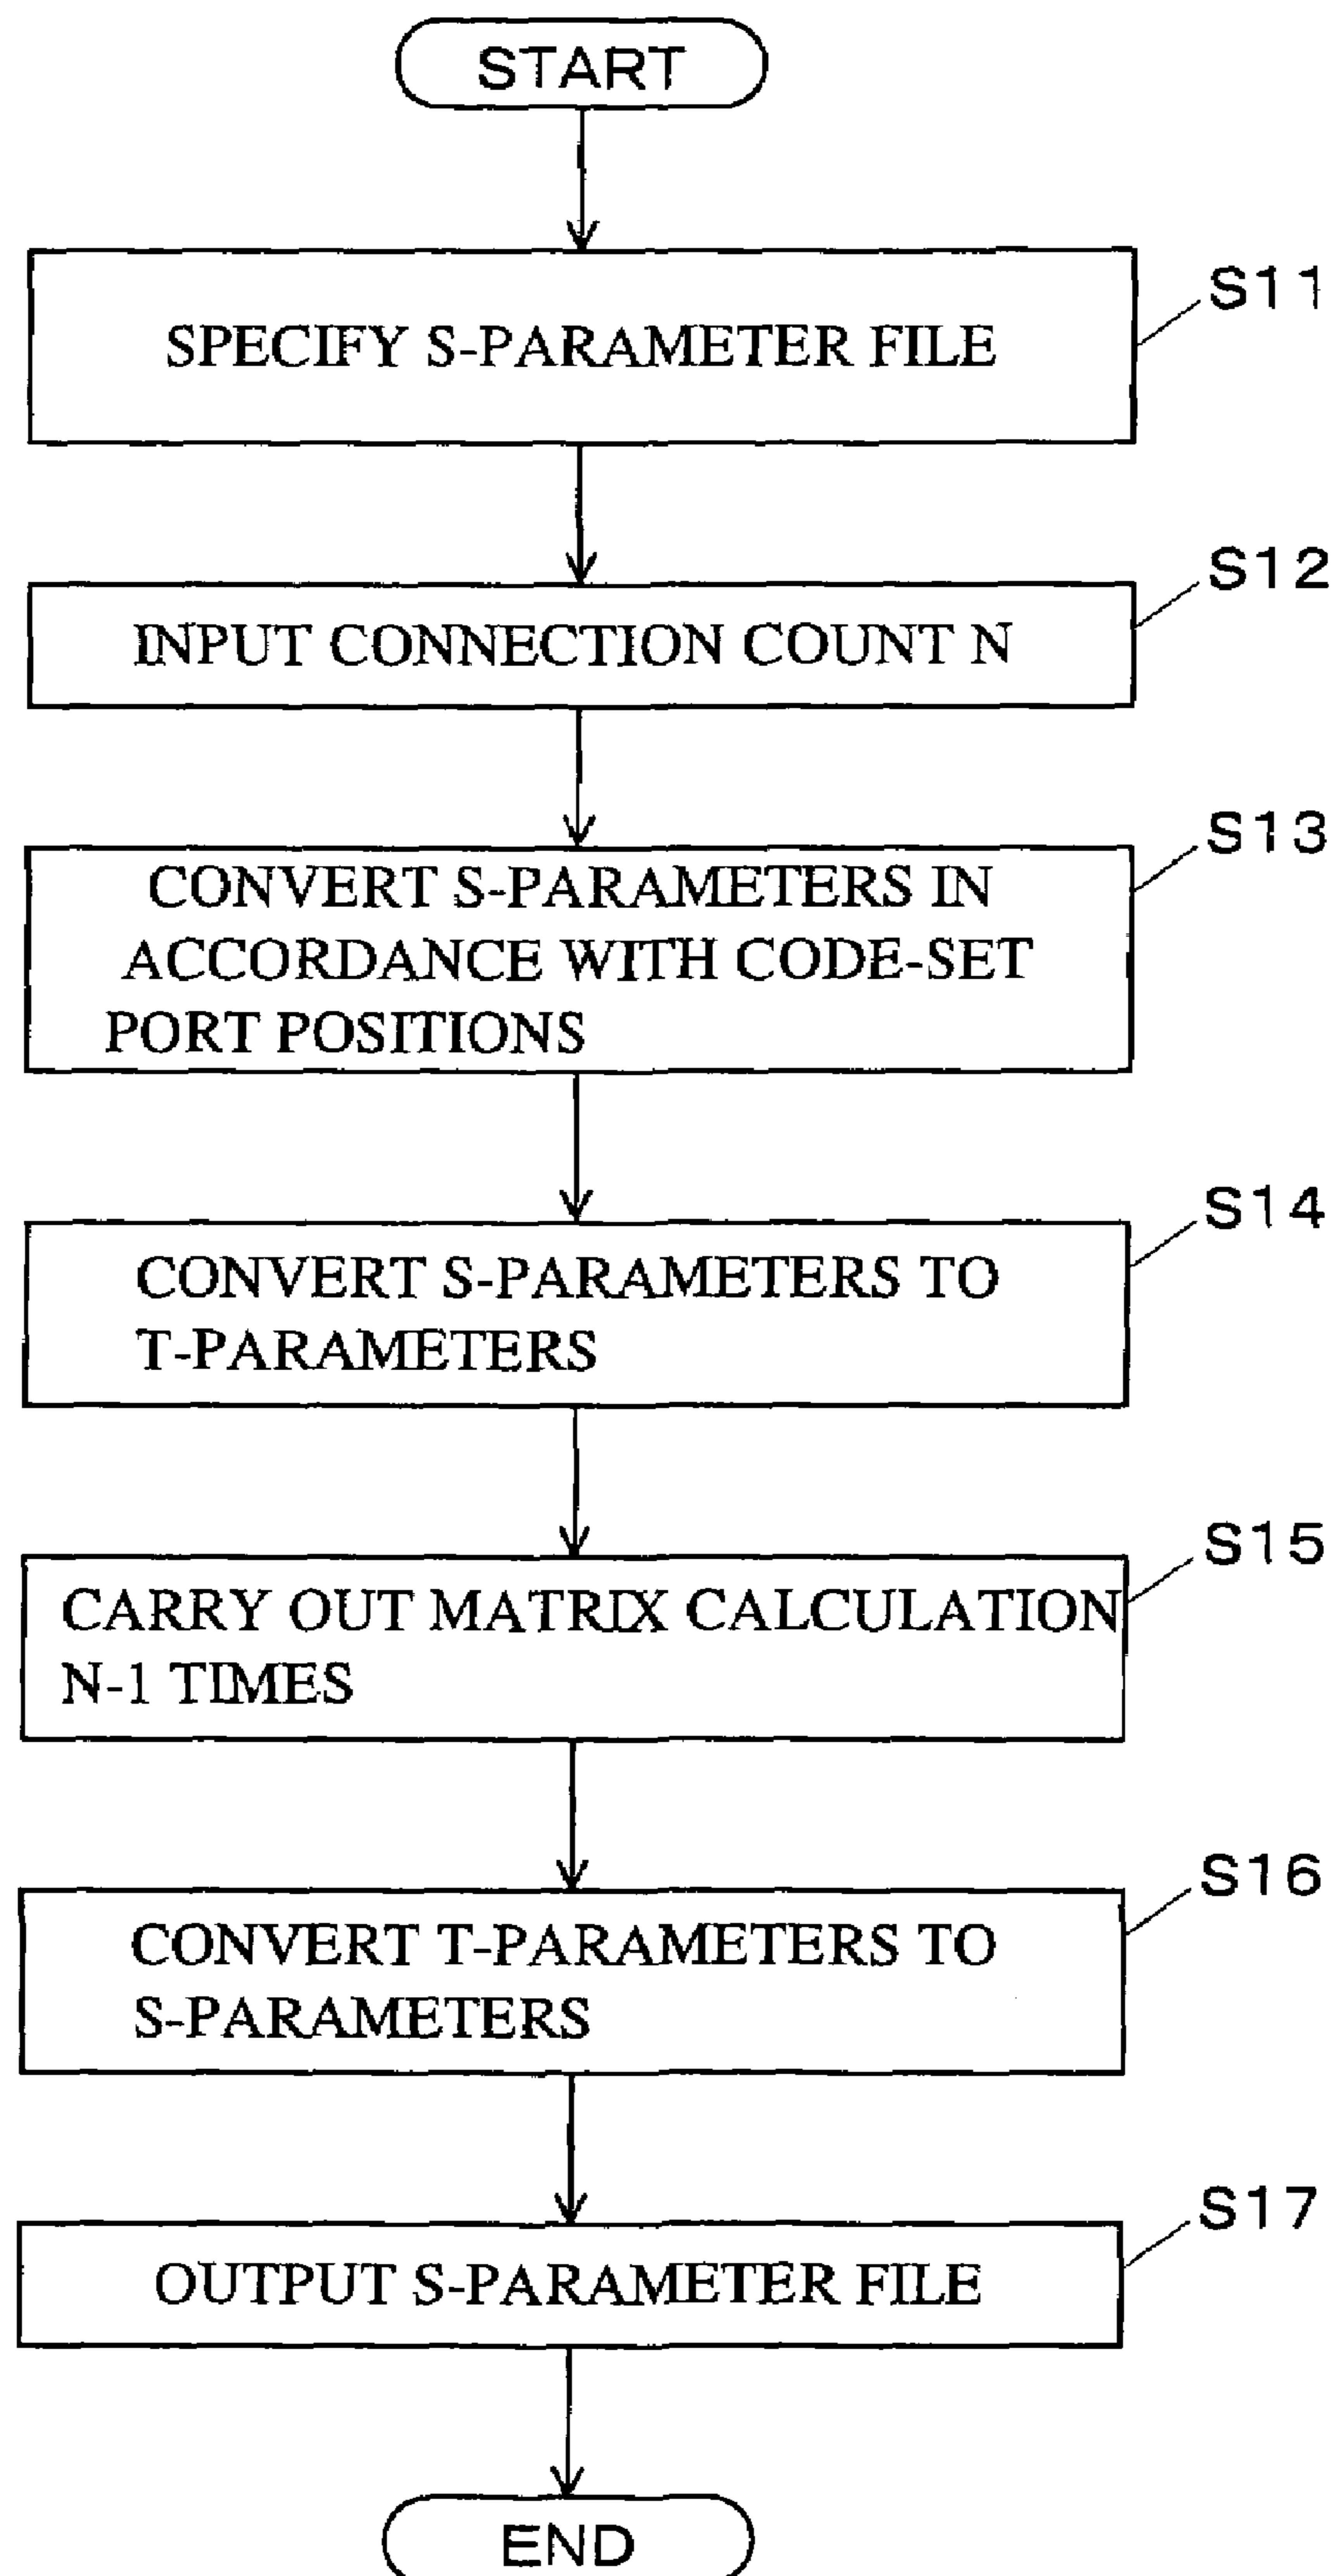 START
SPECIFY S-PARAMETER FILE
S11
INPUT CONNECTION COUNT N
S12
CONVERT S-PARAMETERS IN
ACCORDANCE WITH CODE-SET
PORT POSITIONS
S13
CONVERT S-PARAMETERS TO
T-PARAMETERS
S14
CARRY OUT MATRIX CALCULATION
N-1 TIMES
S15
CONVERT T-PARAMETERS TO
S-PARAMETERS
S16
OUTPUT S-PARAMETER FILE
S17
END